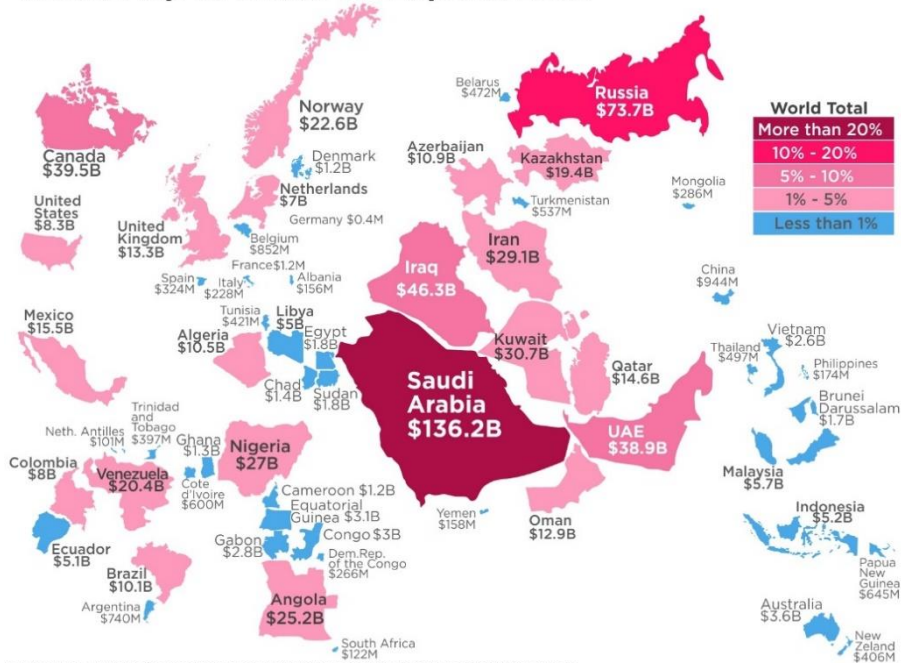 Norway
$22.6B
Canada
$39.5B
Denmark
$1.2B
Netherlands
$7B
Germany $0.4M
United
States
$8.3B
United
Kingdom
$13.3B
Belgium
$852M
France$1.2M
Spain
$324M
Italy
$228M
Albania
$156M
Belarus
$472M
Russia
$73.7B
World Total
More than 20%
10% - 20%
5% - 10%
1% - 5%
Less than 1%
Azerbaijan
$10.9B
Kazakhstan
$19.4B
Turkmenistan
$537M
Mongolia
$286M
Iran
$29.1B
Iraq
$46.3B
China
$944M
Mexico
$15.5B
Tunisia
$421M
Libya
$5B
Algeria
$10.5B
Egypt
$1.8B
Chad
$1.4B
Sudan
$1.8B
Kuwait
$30.7B
Qatar
$14.6B
Saudi
Arabia
$136.2B
UAE
$38.9B
Vietnam
$2.6B
Thailand
$497M
Philippines
$174M
Brunei
Darussalam
$1.7B
Malaysia
$5.7B
Trinidad
and
Tobago
$397M
Neth. Antilles
$101M
Ghana
$1.3B
Nigeria
$27B
Colombia
$8B
Venezuela
$20.4B
Cote
d'Ivoire
$600M
Cameroon $1.2B
Equatorial
Guinea $3.1B
Gabon
$2.8B
Congo $3B
Dem.Rep.
of the Congo
$266M
Yemen
$158M
Oman
$12.9B
Indonesia
$5.2B
Papua
New
Guinea
$645M
Ecuador
$5.1B
Brazil
$10.1B
Argentina
$740M
Angola
$25.2B
South Africa
$122M
Australia
$3.6B
New
Zeland
$406M